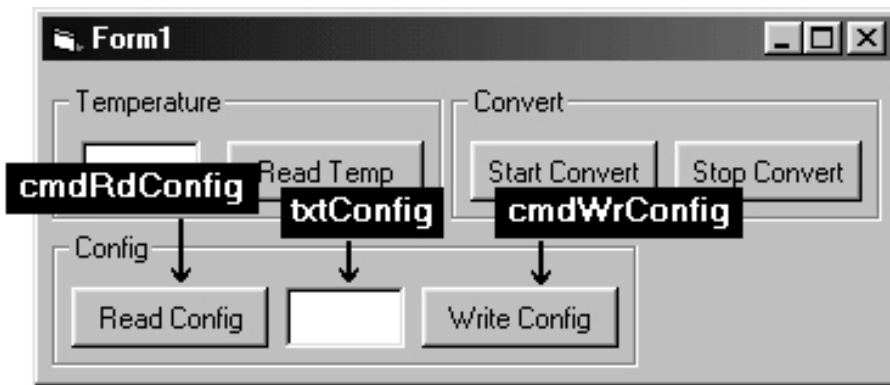 Form1
Temperature
Convert
Read Temp
Start Convert
Stop Convert
cmdRdConfig
txtConfig
cmdWrConfig
Config
Read Config
Write Config